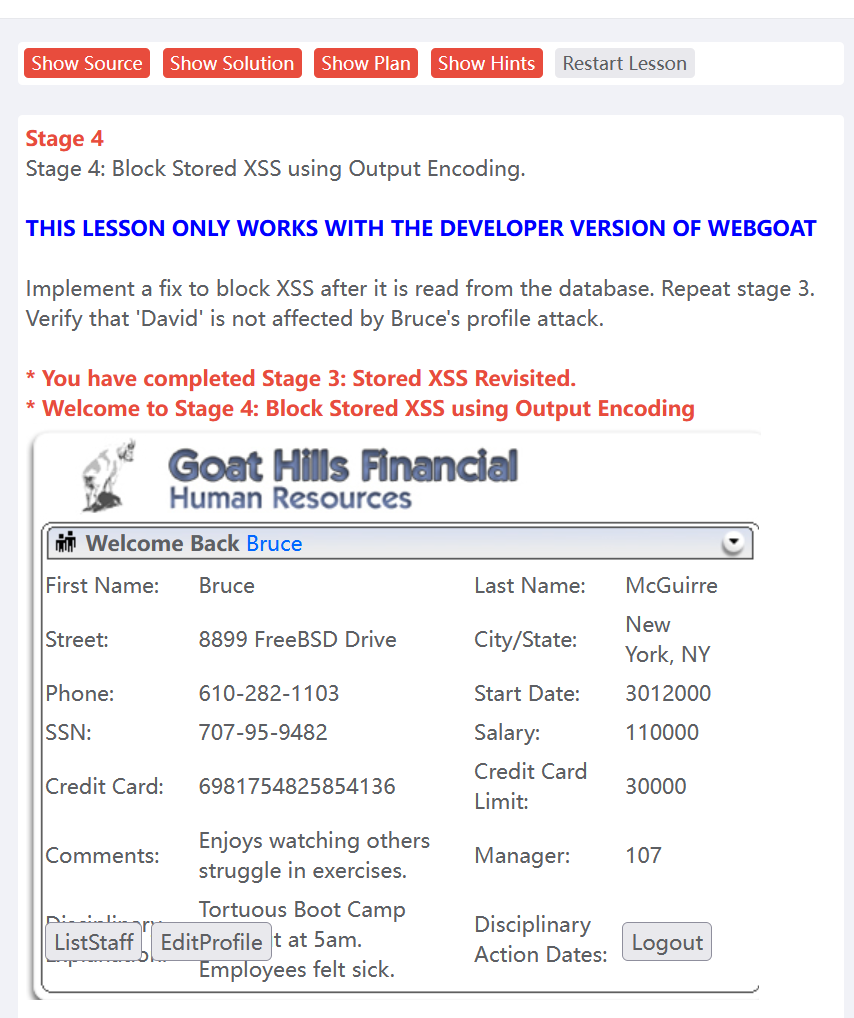 Show Source Show Solution Show Plan Show Hints Restart Lesson
Stage 4
Stage 4: Block Stored XSS using Output Encoding.
THIS LESSON ONLY WORKS WITH THE DEVELOPER VERSION OF WEBGOAT
Implement a fix to block XSS after it is read from the database. Repeat stage 3.
Verify that 'David' is not affected by Bruce's profile attack.
* You have completed Stage 3: Stored XSS Revisited.
* Welcome to Stage 4: Block Stored XSS using Output Encoding
Goat Hills Financial
Human Resources
Welcome Back Bruce
First Name: Bruce Last Name: McGuirre
Street: 8899 FreeBSD Drive City/State: New
York, NY
Phone: 610-282-1103 Start Date: 3012000
SSN: 707-95-9482 Salary: 110000
Credit Card: 6981754825854136 Credit Card
Limit: 30000
Comments: Enjoys watching others
struggle in exercises. Manager: 107
Tortuous Boot Camp
at 5am.
Employees felt sick.
Disciplinary
Action Dates:
ListStaff EditProfile Logout